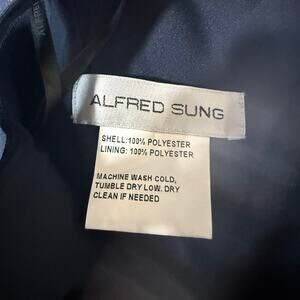 ALFRED SUNG
SHELL:100% POLYESTER
LINING: 100% POLYESTER
MACHINE WASH COLD,
TUMBLE DRY LOW. DRY
CLEAN IF NEEDED